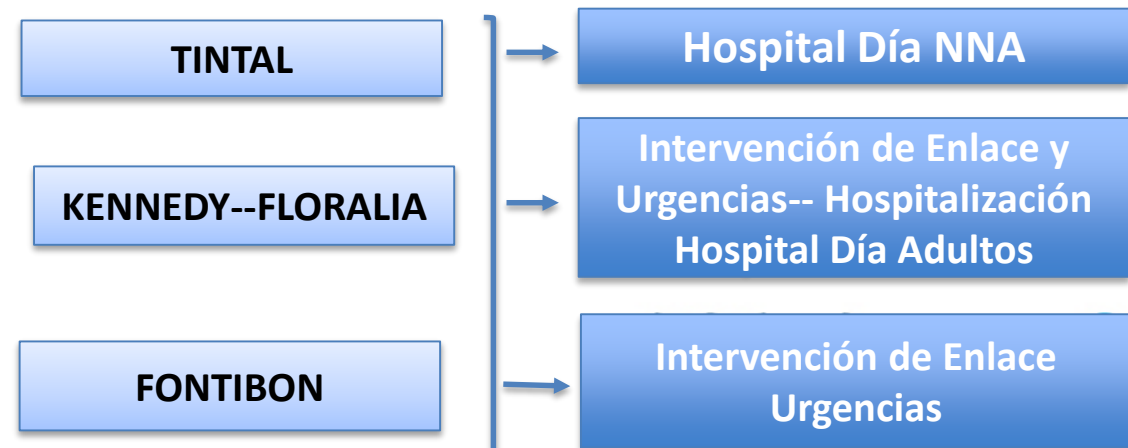 TINTAL
Hospital Día NNA
KENNEDY--FLORALIA
Intervención de Enlace y
Urgencias-- Hospitalización
Hospital Día Adultos
FONTIBON
Intervención de Enlace
Urgencias